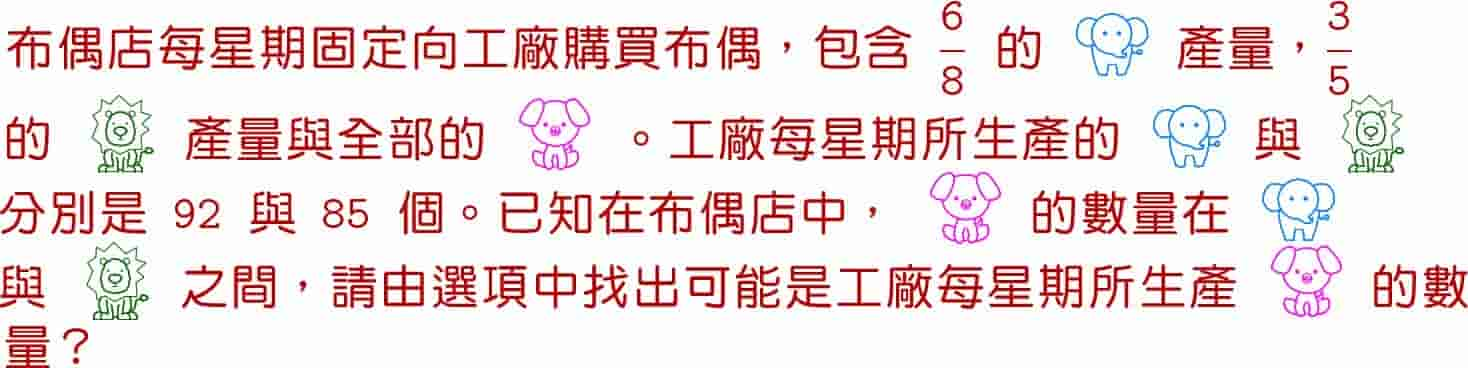 布偶店每星期固定向工廠購買布偶，包含 6/8 的 產量，3/5
的 產量與全部的 。工廠每星期所生產的 與
分別是 92 與 85 個。已知在布偶店中， 的數量在
與 之間，請由選項中找出可能是工廠每星期所生產 的數
量？